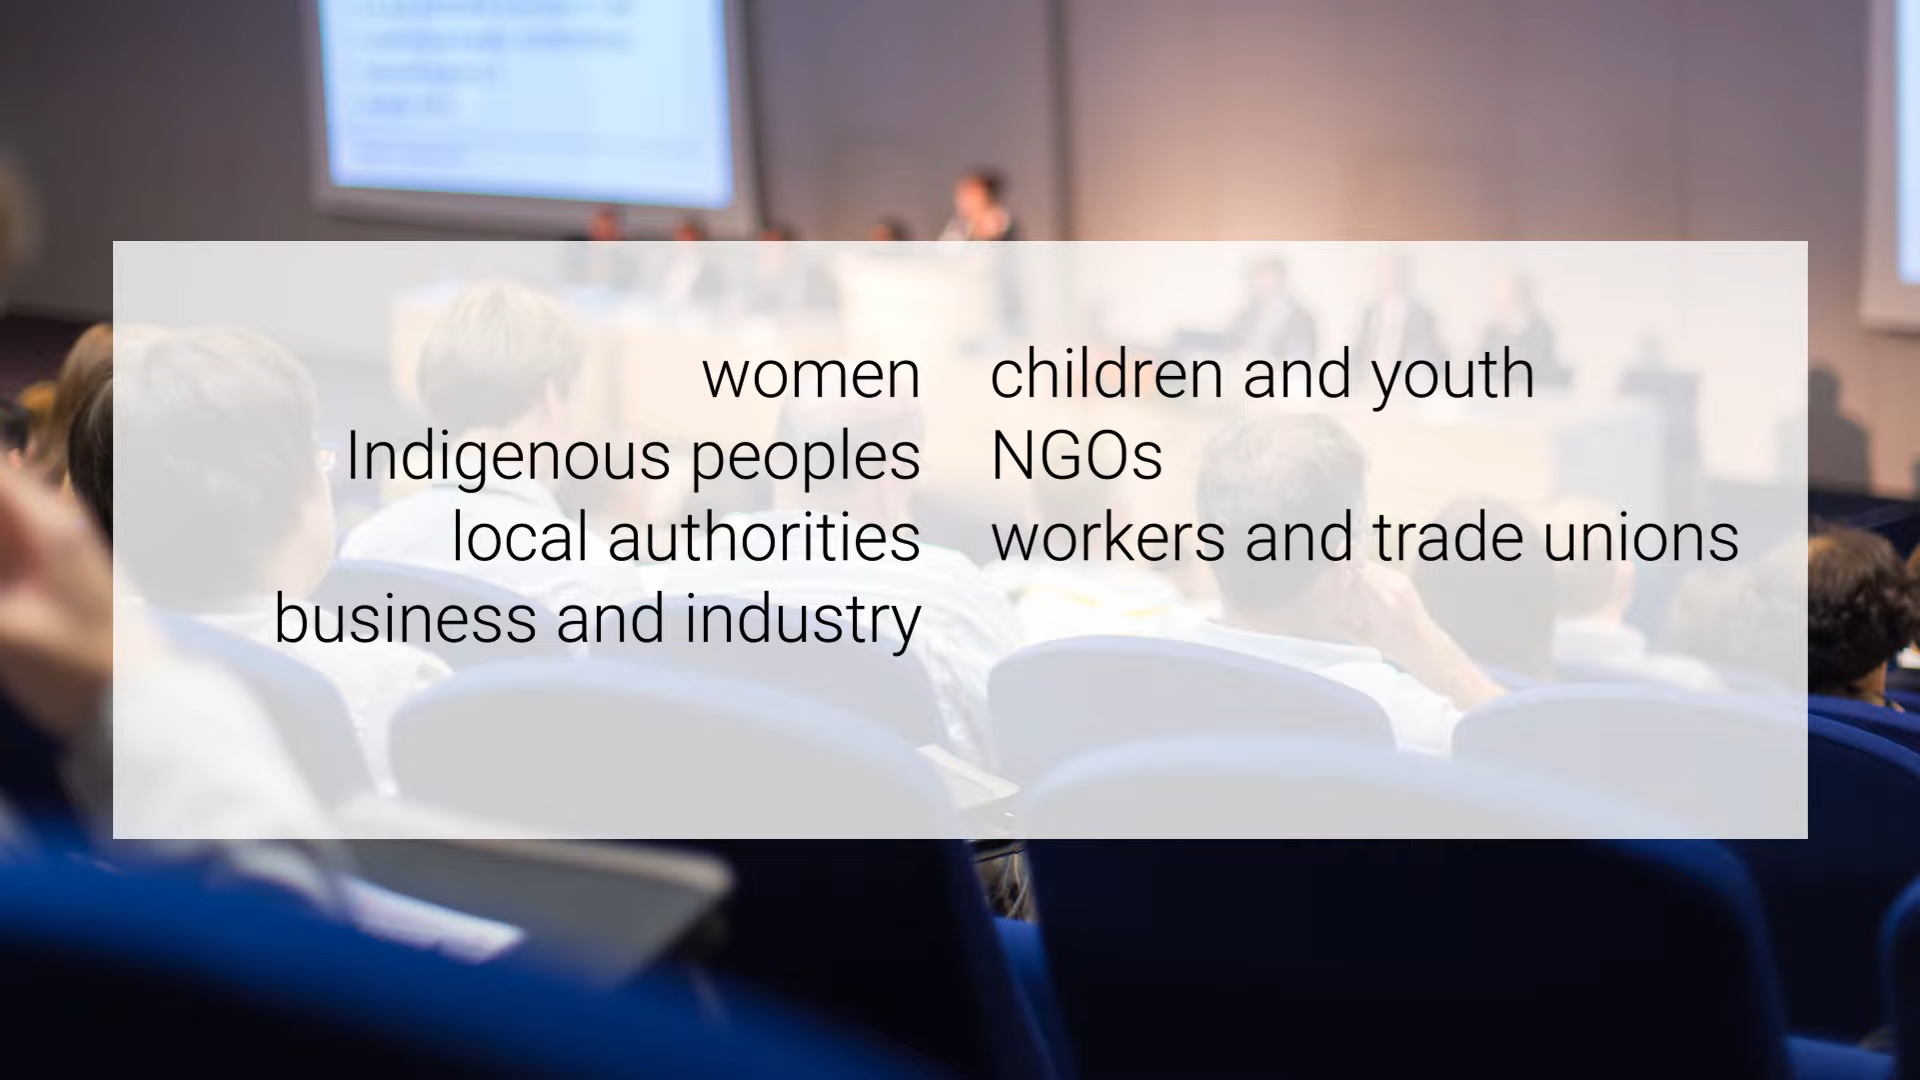 women
Indigenous peoples
local authorities
business and industry
children and youth
NGOs
workers and trade unions